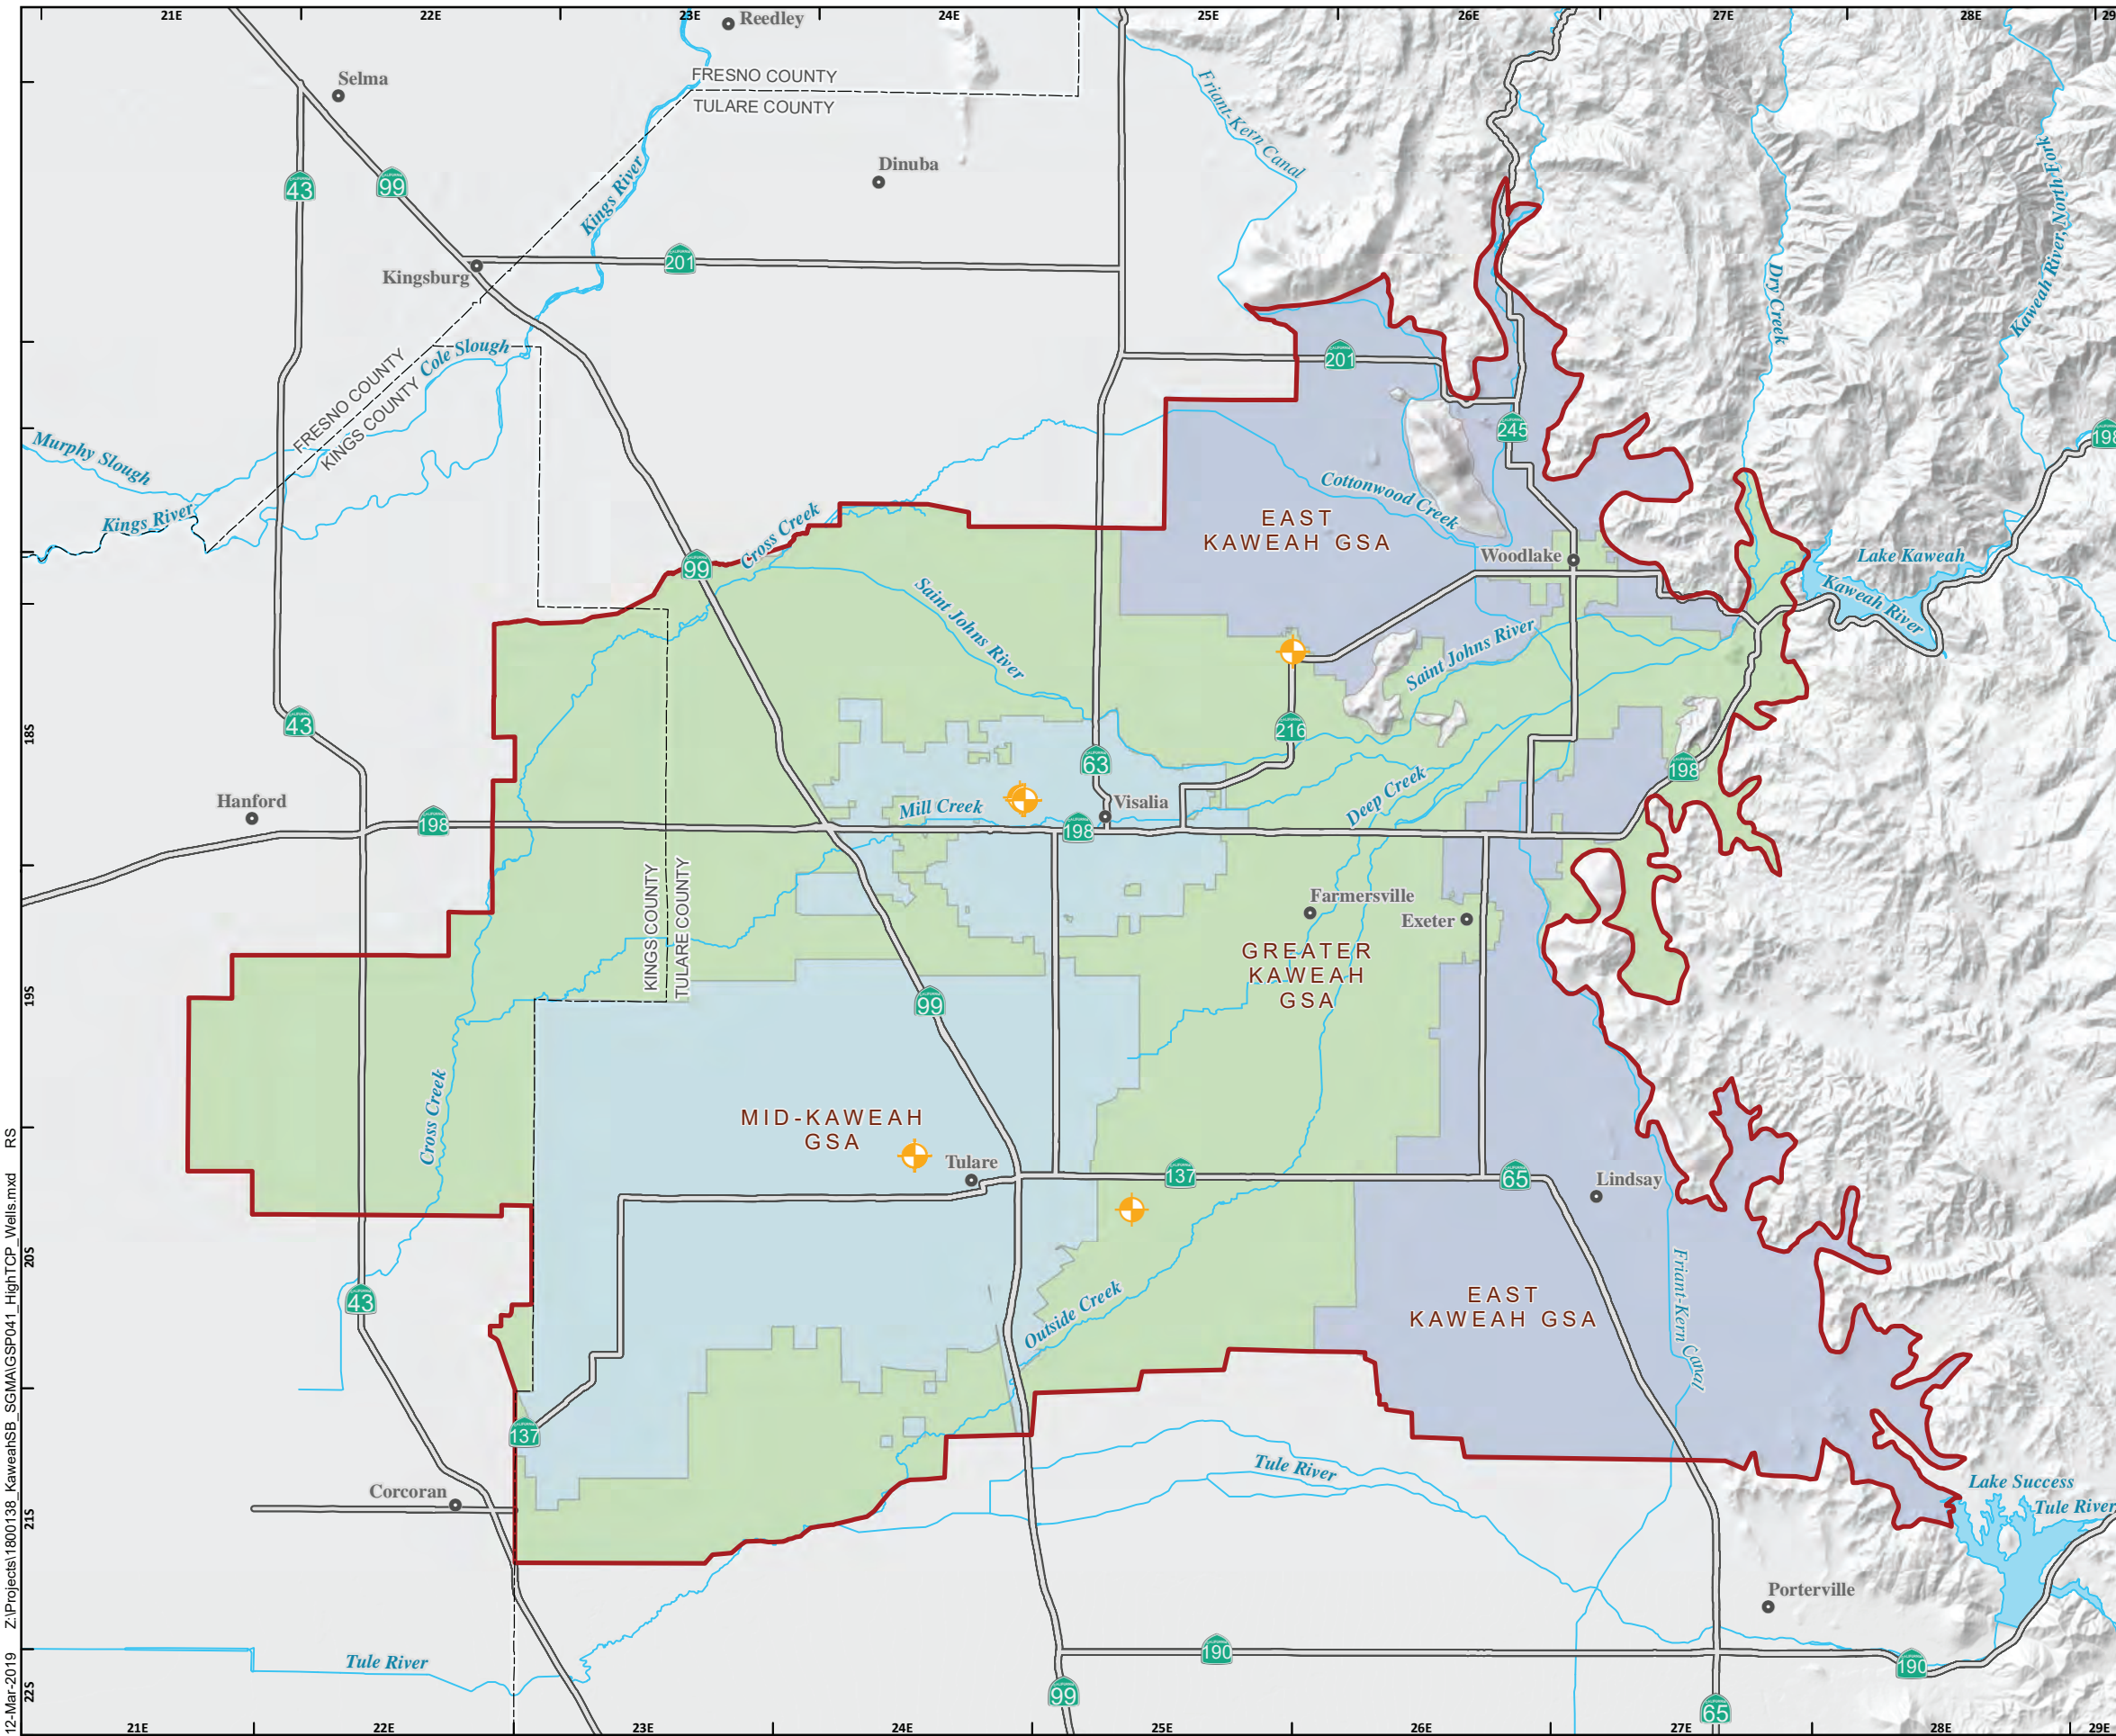 21E
22E
23E
24E
25E
26E
27E
28E
29
Reedley
Selma
FRESNO COUNTY
TULARE COUNTY
Friant-Kern Canal
Kings River
Dinuba
43
99
Kaweah River, North Fork
Dry Creek
201
Kingsburg
Cole Slough
FRESNO COUNTY
KINGS COUNTY
201
245
198
Murphy Slough
Kings River
Cottonwood Creek
Cross Creek
EAST
KAWEAH GSA
99
Woodlake
Lake Kaweah
Kaweah River
Saint Johns River
Saint Johns River
18S
43
216
63
198
Hanford
198
Mill Creek
Visalia
198
Deep Creek
KINGS COUNTY
TULARE COUNTY
Farmersville
Exeter
GREATER
KAWEAH
GSA
19S
99
Cross Creek
MID-KAWEAH
GSA
Tulare
137
65
Lindsay
20S
43
Outside Creek
EAST
KAWEAH GSA
Friant-Kern Canal
137
Corcoran
Tule River
Lake Success
Tule River
21S
Porterville
Tule River
190
190
22S
99
65
21E
22E
23E
24E
25E
26E
27E
28E
29E
12-Mar-2019 Z:\Projects\1800138_KaweahSB_SGMA\GSP041_HighTCP_Wells.mxd RS